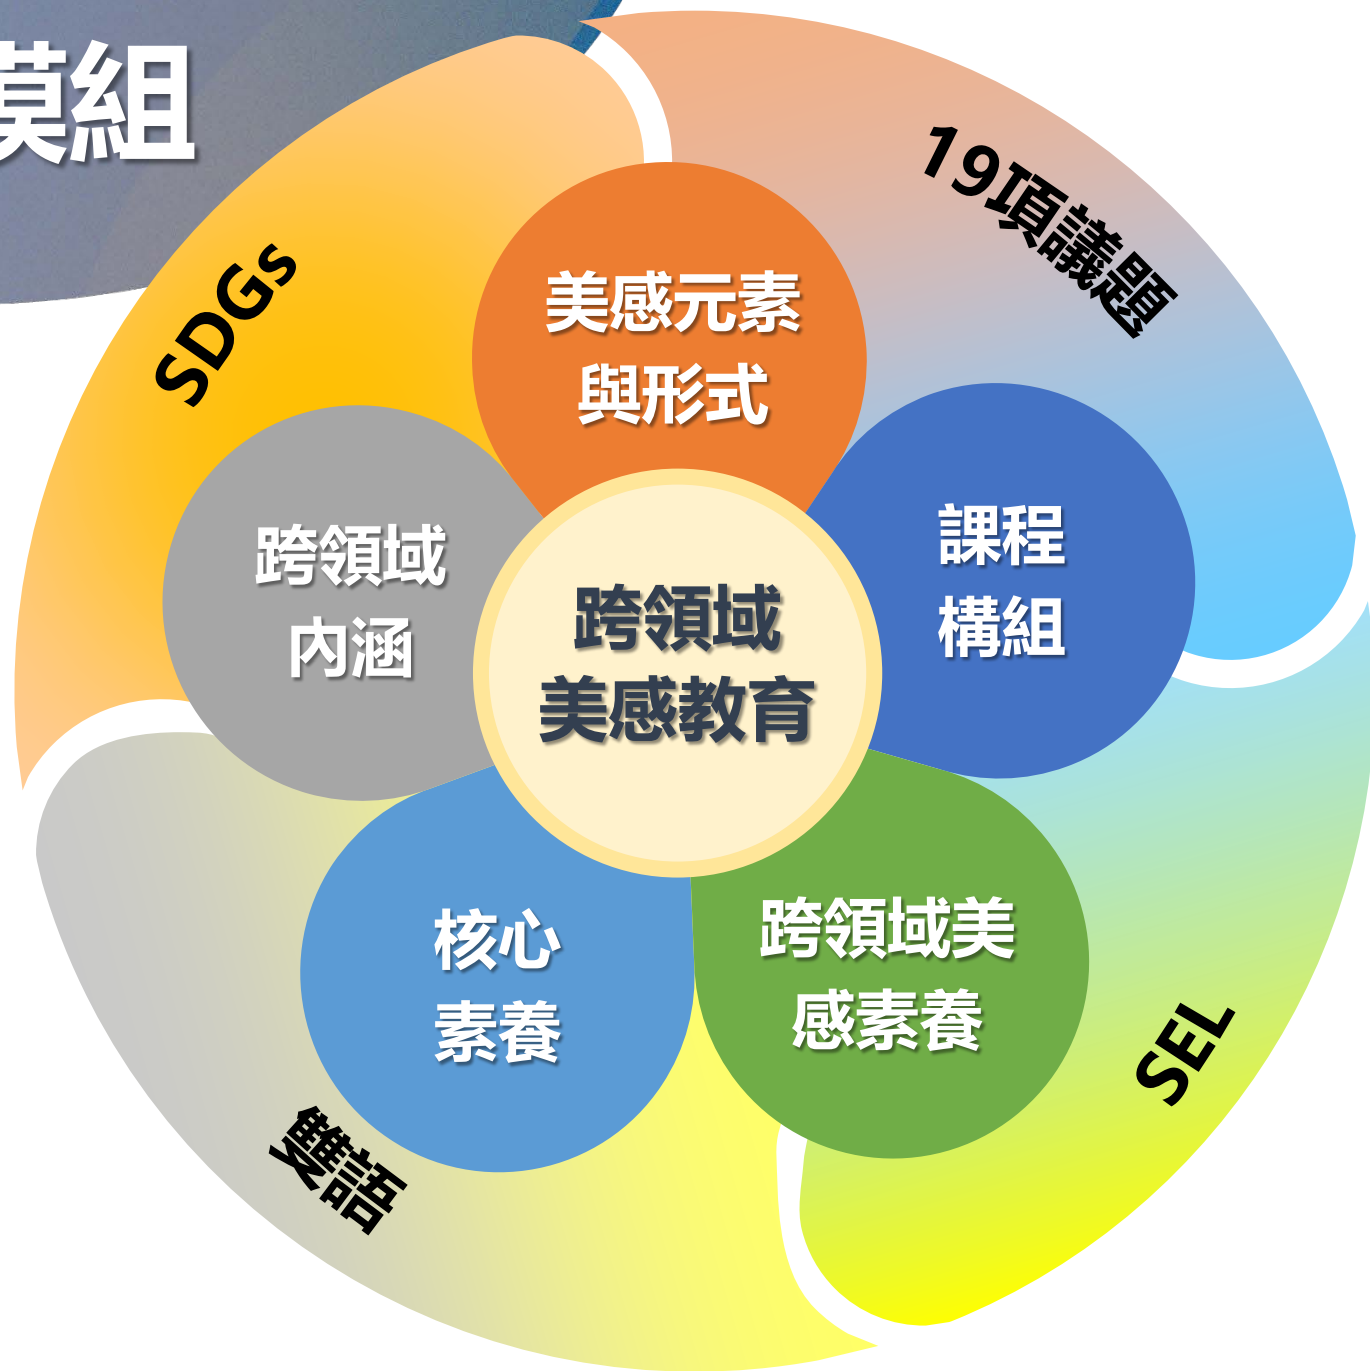 模組
SDGs
19項議題
美感元素
與形式
課程
構組
跨領域
內涵
跨領域
美感教育
核心
素養
跨領域美
感素養
SEL
雙語